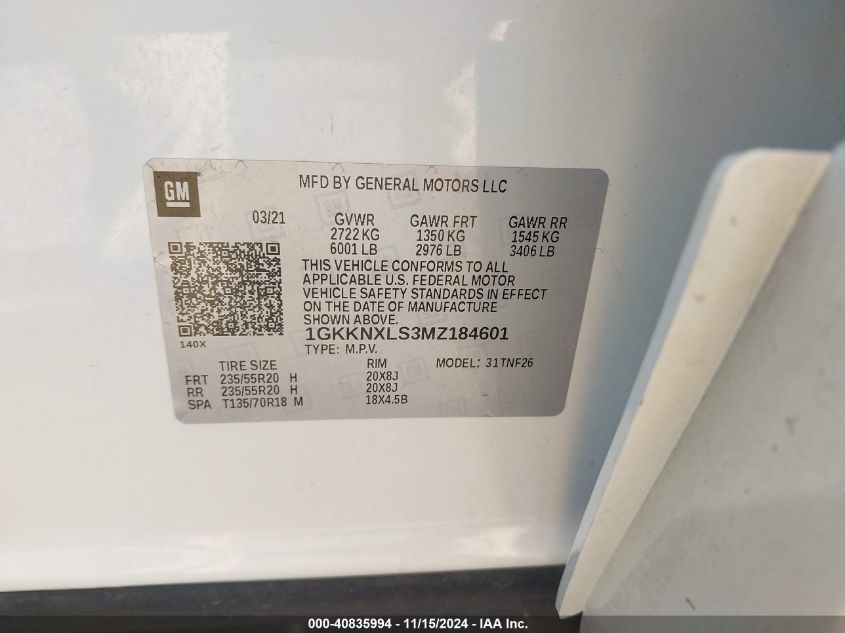 GM
MFD BY GENERAL MOTORS LLC
03/21 GVWR GAWR FRT GAWR RR
2722 KG 1350 KG 1545 KG
6001 LB 2976 LB 3406 LB
THIS VEHICLE CONFORMS TO ALL
APPLICABLE U.S. FEDERAL MOTOR
VEHICLE SAFETY STANDARDS IN EFFECT
ON THE DATE OF MANUFACTURE
SHOWN ABOVE.
140X
1GKKNXLS3MZ184601
TYPE: M.P.V. MODEL: 31TNF26
TIRE SIZE RIM
FRT 235/55R20 H 20X8J
RR 235/55R20 H 20X8J
SPA T135/70R18 M 18X4.5B
000-40835994 - 11/15/2024 - IAA Inc.